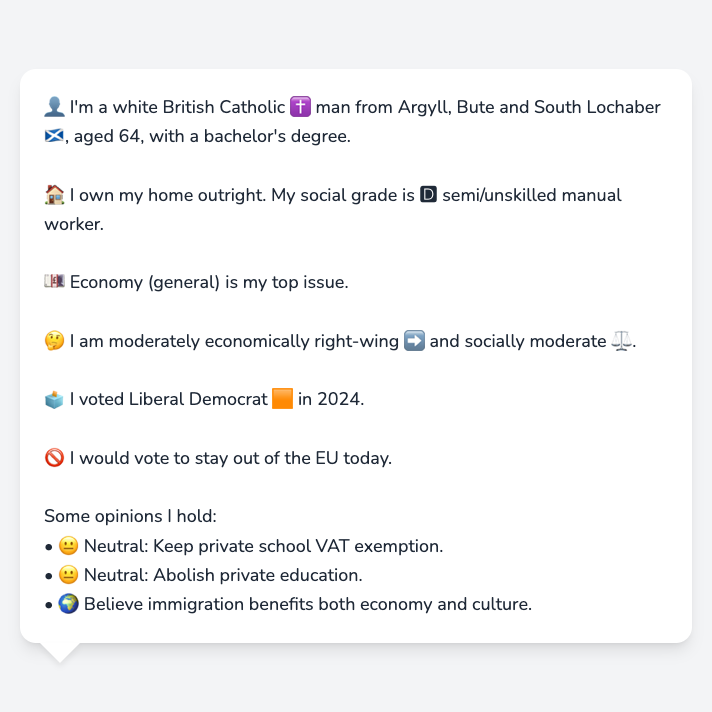 👤 I'm a white British Catholic ✝️ man from Argyll, Bute and South Lochaber
🏴󠁧󠁢󠁳󠁣󠁴󠁿, aged 64, with a bachelor's degree.
🏠 I own my home outright. My social grade is 🅳 semi/unskilled manual
worker.
💷 Economy (general) is my top issue.
🤔 I am moderately economically right-wing ➡️ and socially moderate ⚖️.
🗳️ I voted Liberal Democrat 🟧 in 2024.
🚫 I would vote to stay out of the EU today.
Some opinions I hold:
• 😐 Neutral: Keep private school VAT exemption.
• 😐 Neutral: Abolish private education.
• 🌍 Believe immigration benefits both economy and culture.